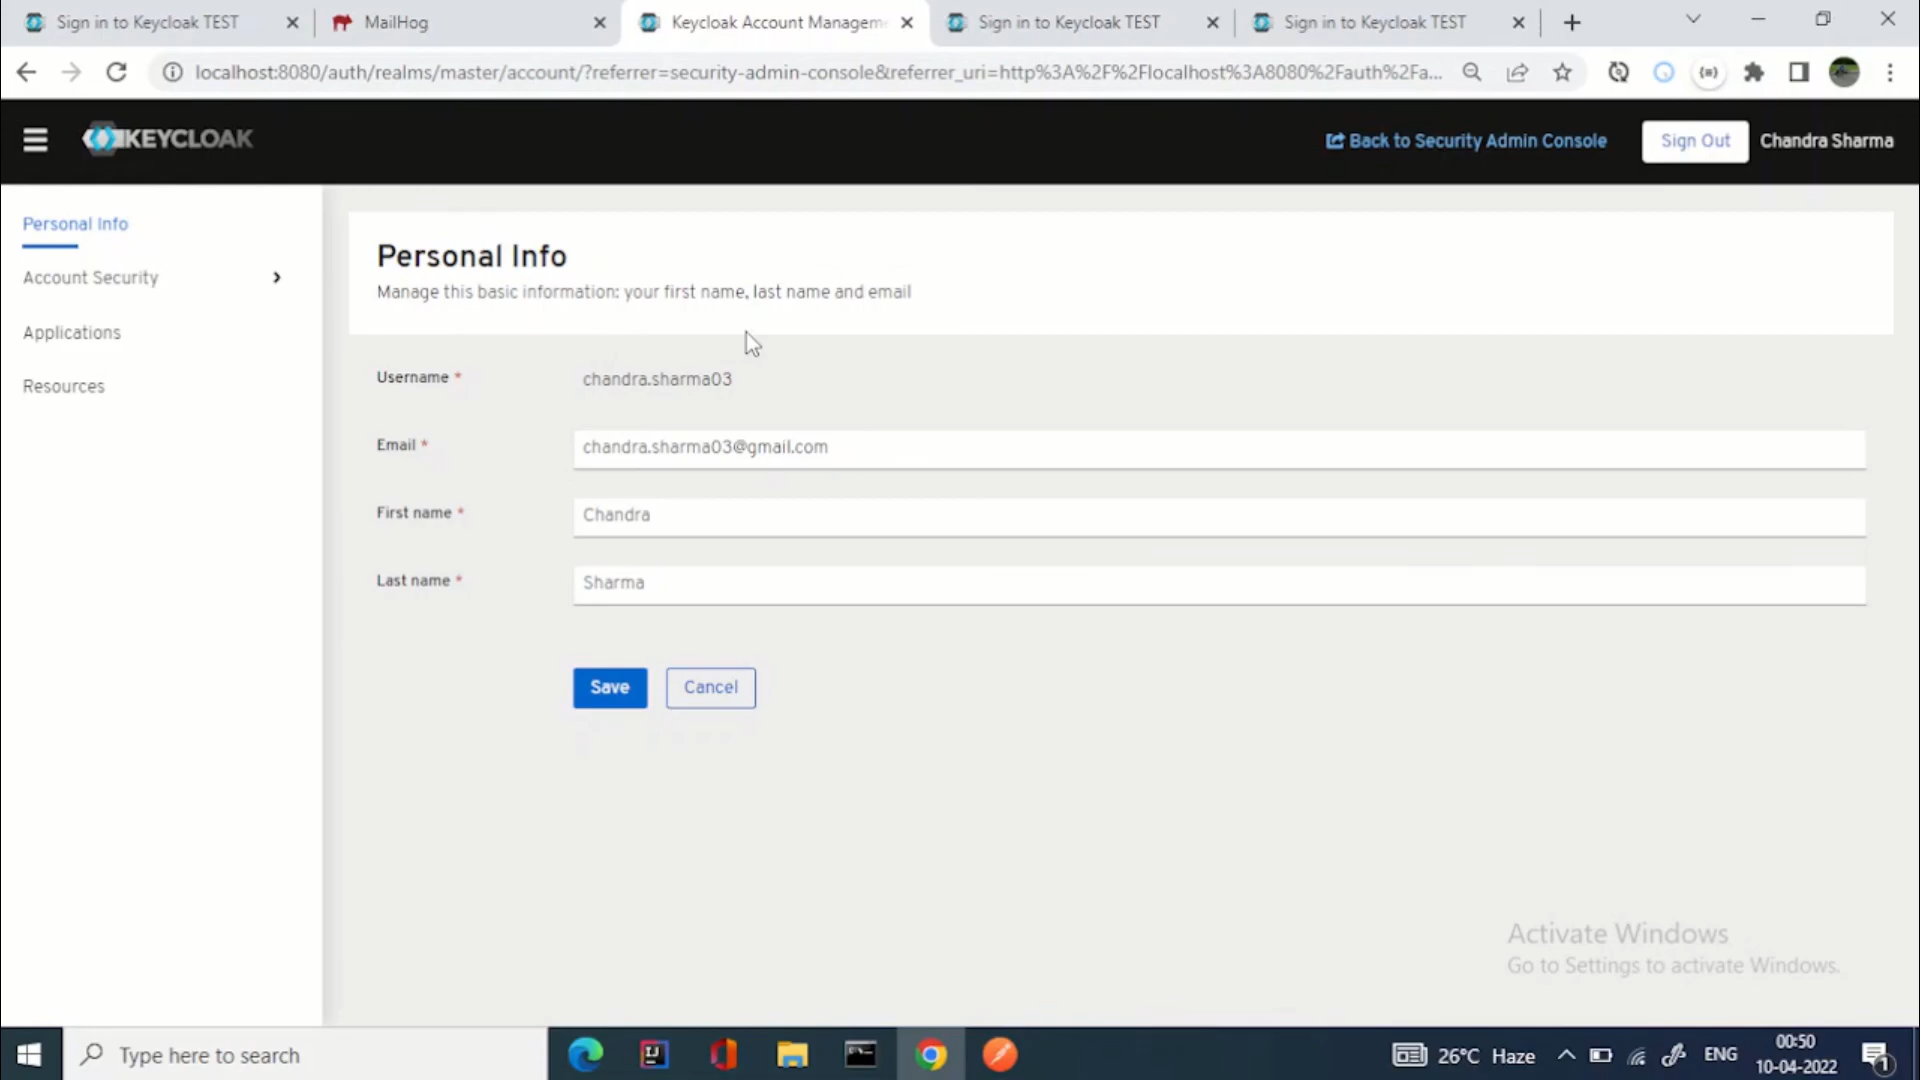 Sign in to Keycloak TEST
MailHog
Keycloak Account Managem
Sign in to Keycloak TEST
Sign in to Keycloak TEST
localhost:8080/auth/realms/master/account/?referrer=security-admin-console&referrer_uri=http%3A%2F%2Flocalhost%3A8080%2Fauth%2Fa...
KEYCLOAK
Back to Security Admin Console
Sign Out
Chandra Sharma
Personal Info
Account Security
Applications
Resources
Personal Info
Manage this basic information: your first name, last name and email
Username *
chandra.sharma03
Email *
chandra.sharma03@gmail.com
First name *
Chandra
Last name *
Sharma
Save
Cancel
Activate Windows
Go to Settings to activate Windows.
Type here to search
26°C Haze
ENG
00:50
10-04-2022
1